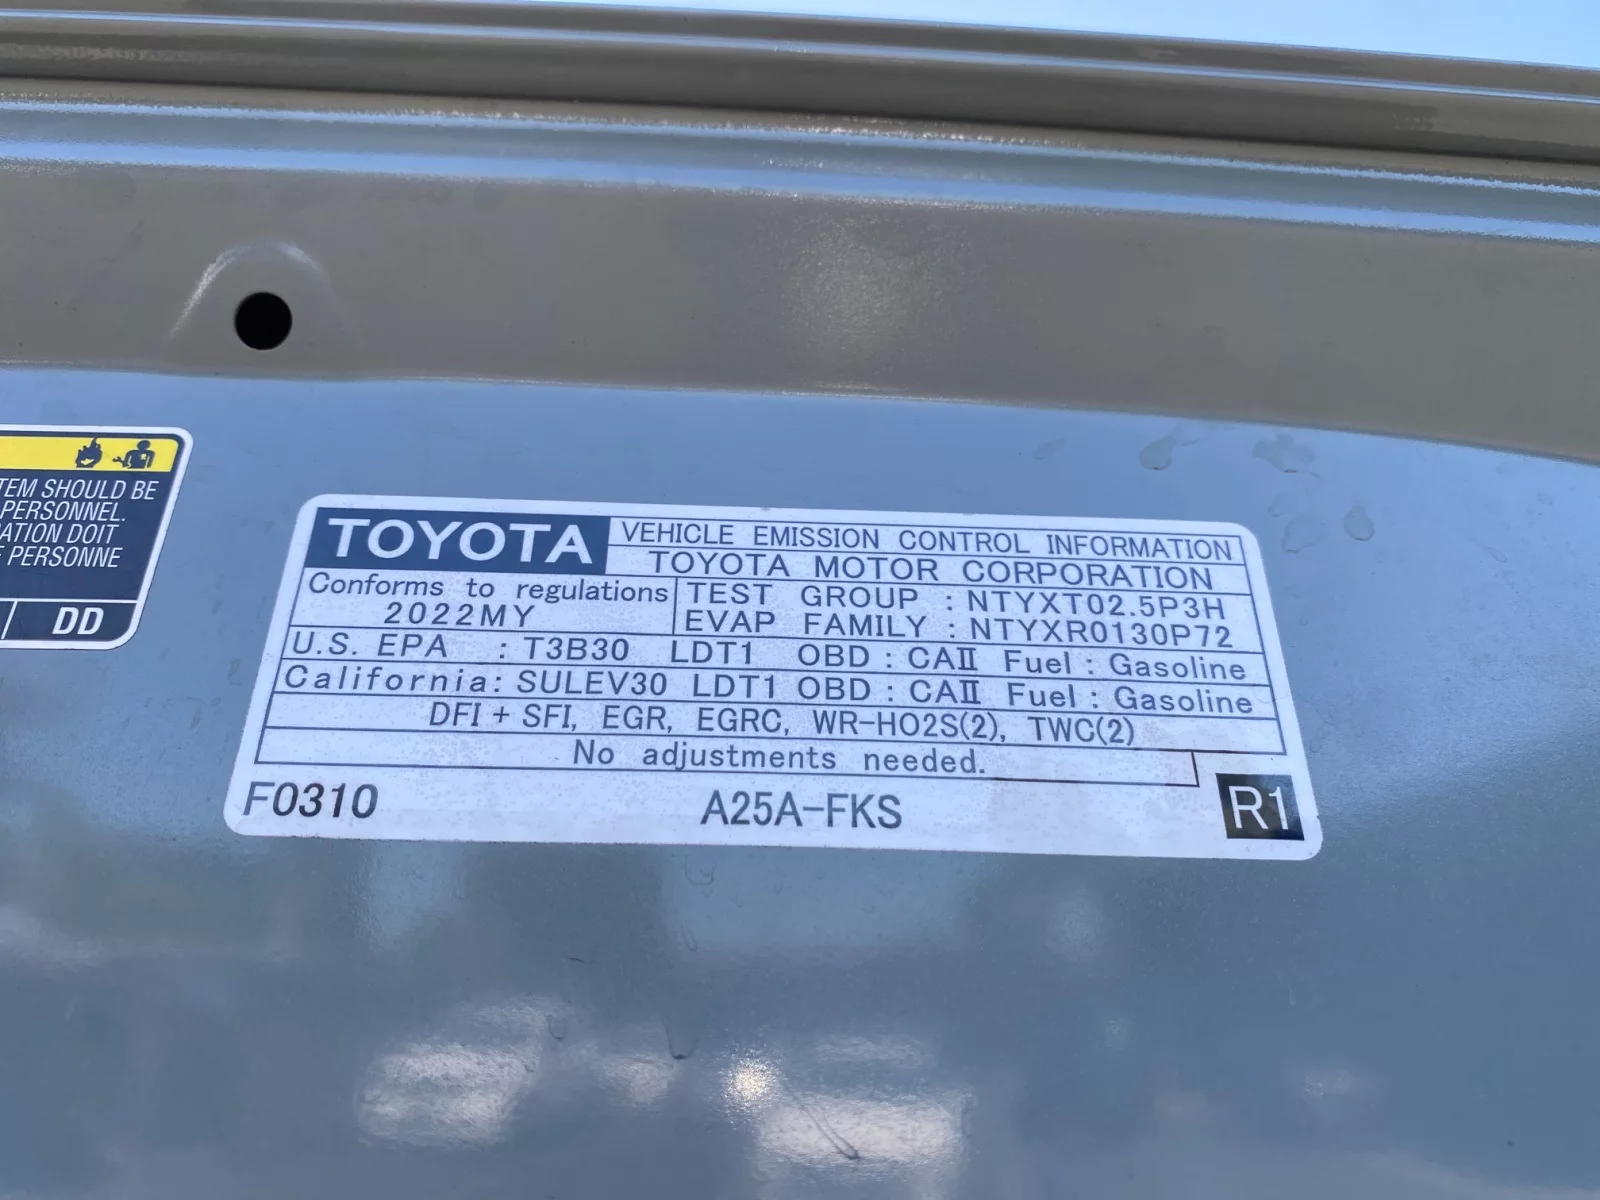 TEM SHOULD BE
PERSONNEL.
ATION DOIT
PERSONNE
DD
TOYOTA
VEHICLE EMISSION CONTROL INFORMATION
TOYOTA MOTOR CORPORATION
Conforms to regulations
2022MY
TEST GROUP : NTYXT02.5P3H
EVAP FAMILY : NTYXR0130P72
U.S. EPA : T3B30 LDT1 OBD : CAⅡ Fuel : Gasoline
California: SULEV30 LDT1 OBD : CAⅡ Fuel : Gasoline
DFI + SFI, EGR, EGRC, WR-HO2S(2), TWC(2)
No adjustments needed.
F0310 A25A-FKS R1